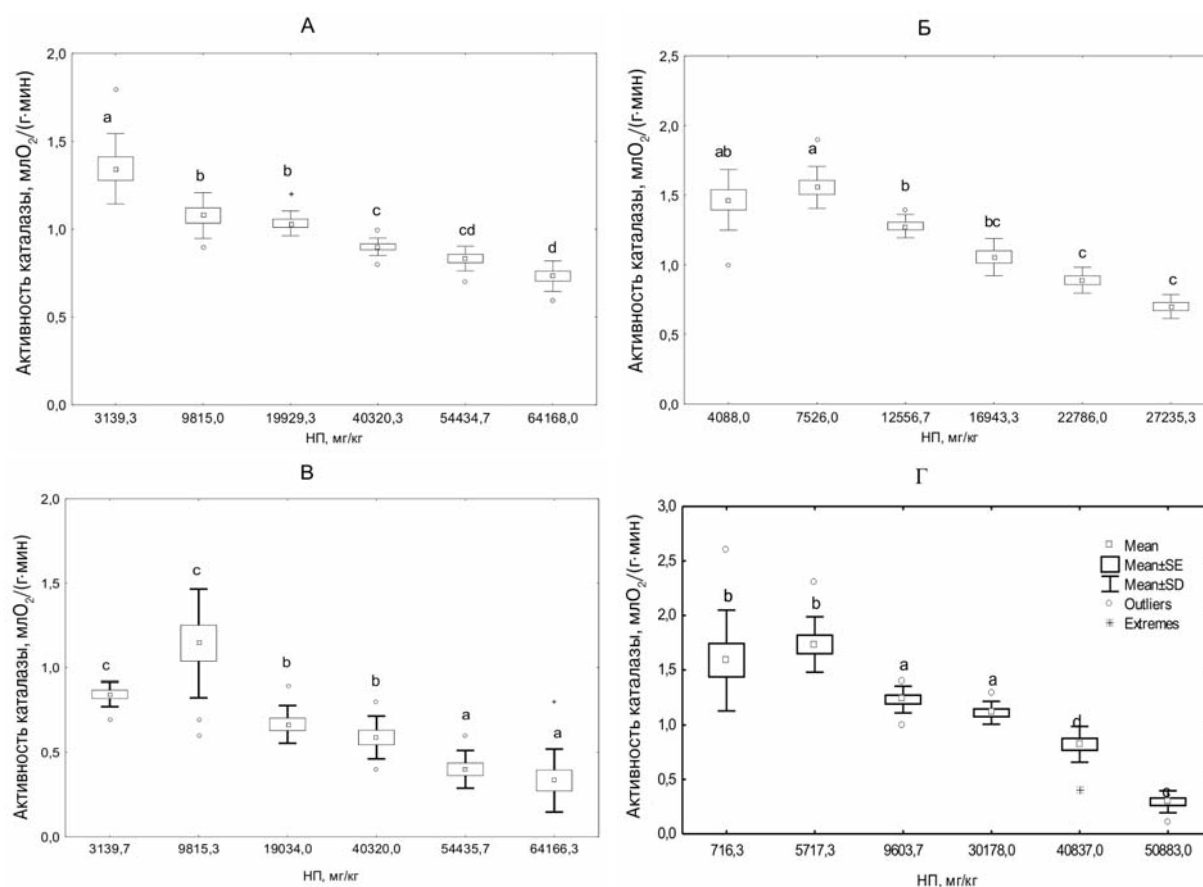 А
Активность каталазы, млO₂/(г·мин)
2,0
1,5
1,0
0,5
0,0
a
b
b
c
cd
d
3139,3 9815,0 19929,3 40320,3 54434,7 64168,0
НП, мг/кг
Б
Активность каталазы, млO₂/(г·мин)
2,5
2,0
1,5
1,0
0,5
0,0
ab
a
b
bc
c
c
4088,0 7526,0 12556,7 16943,3 22786,0 27235,3
НП, мг/кг
В
Активность каталазы, млO₂/(г·мин)
2,0
1,5
1,0
0,5
0,0
c
c
b
b
a
a
3139,7 9815,3 19034,0 40320,0 54435,7 64166,3
НП, мг/кг
Г
Активность каталазы, млO₂/(г·мин)
3,0
2,5
2,0
1,5
1,0
0,5
0,0
Mean
Mean±SE
Mean±SD
Outliers
Extremes
b
b
a
a
716,3 5717,3 9603,7 30178,0 40837,0 50883,0
НП, мг/кг